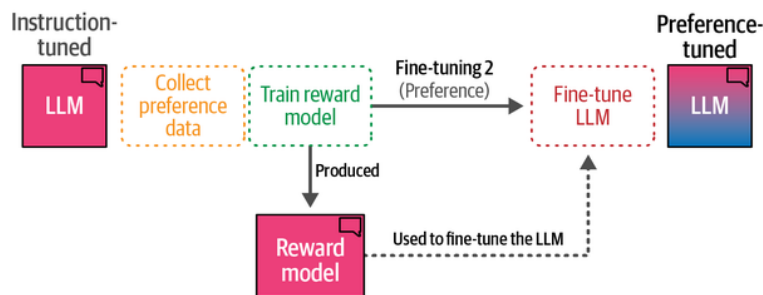 Instruction-
tuned
LLM
Collect
preference
data
Train reward
model
Fine-tuning 2
(Preference)
Fine-tune
LLM
Preference-
tuned
LLM
Produced
Reward
model
Used to fine-tune the LLM